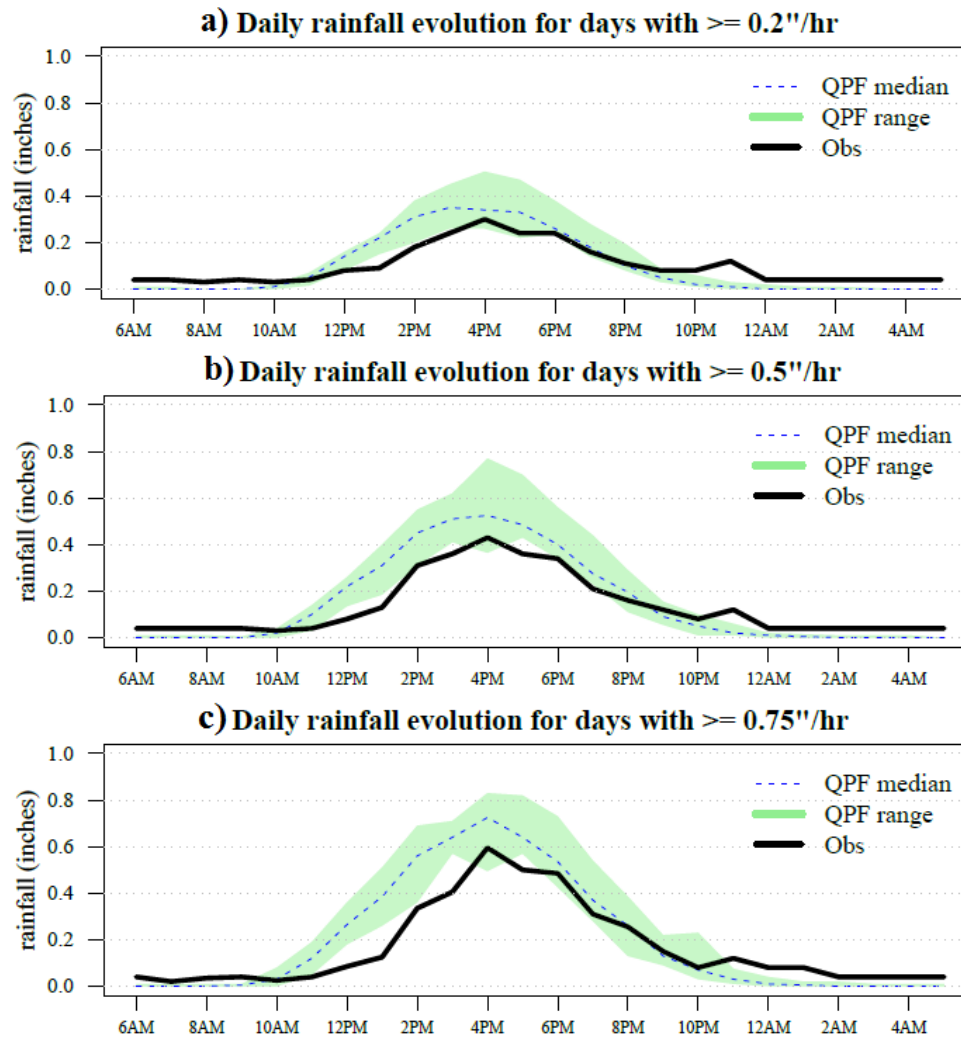 a) Daily rainfall evolution for days with >= 0.2"/hr
rainfall (inches)
1.0
0.8
0.6
0.4
0.2
0.0
QPF median
QPF range
Obs
6AM 8AM 10AM 12PM 2PM 4PM 6PM 8PM 10PM 12AM 2AM 4AM
b) Daily rainfall evolution for days with >= 0.5"/hr
rainfall (inches)
1.0
0.8
0.6
0.4
0.2
0.0
QPF median
QPF range
Obs
6AM 8AM 10AM 12PM 2PM 4PM 6PM 8PM 10PM 12AM 2AM 4AM
c) Daily rainfall evolution for days with >= 0.75"/hr
rainfall (inches)
1.0
0.8
0.6
0.4
0.2
0.0
QPF median
QPF range
Obs
6AM 8AM 10AM 12PM 2PM 4PM 6PM 8PM 10PM 12AM 2AM 4AM